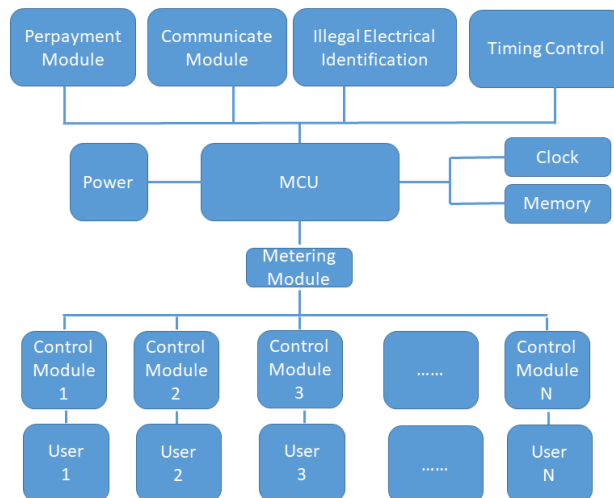 Perpayment
Module
Communicate
Module
Illegal Electrical
Identification
Timing Control
Power
MCU
Clock
Memory
Metering
Module
Control
Module
1
Control
Module
2
Control
Module
3
......
Control
Module
N
User
1
User
2
User
3
......
User
N